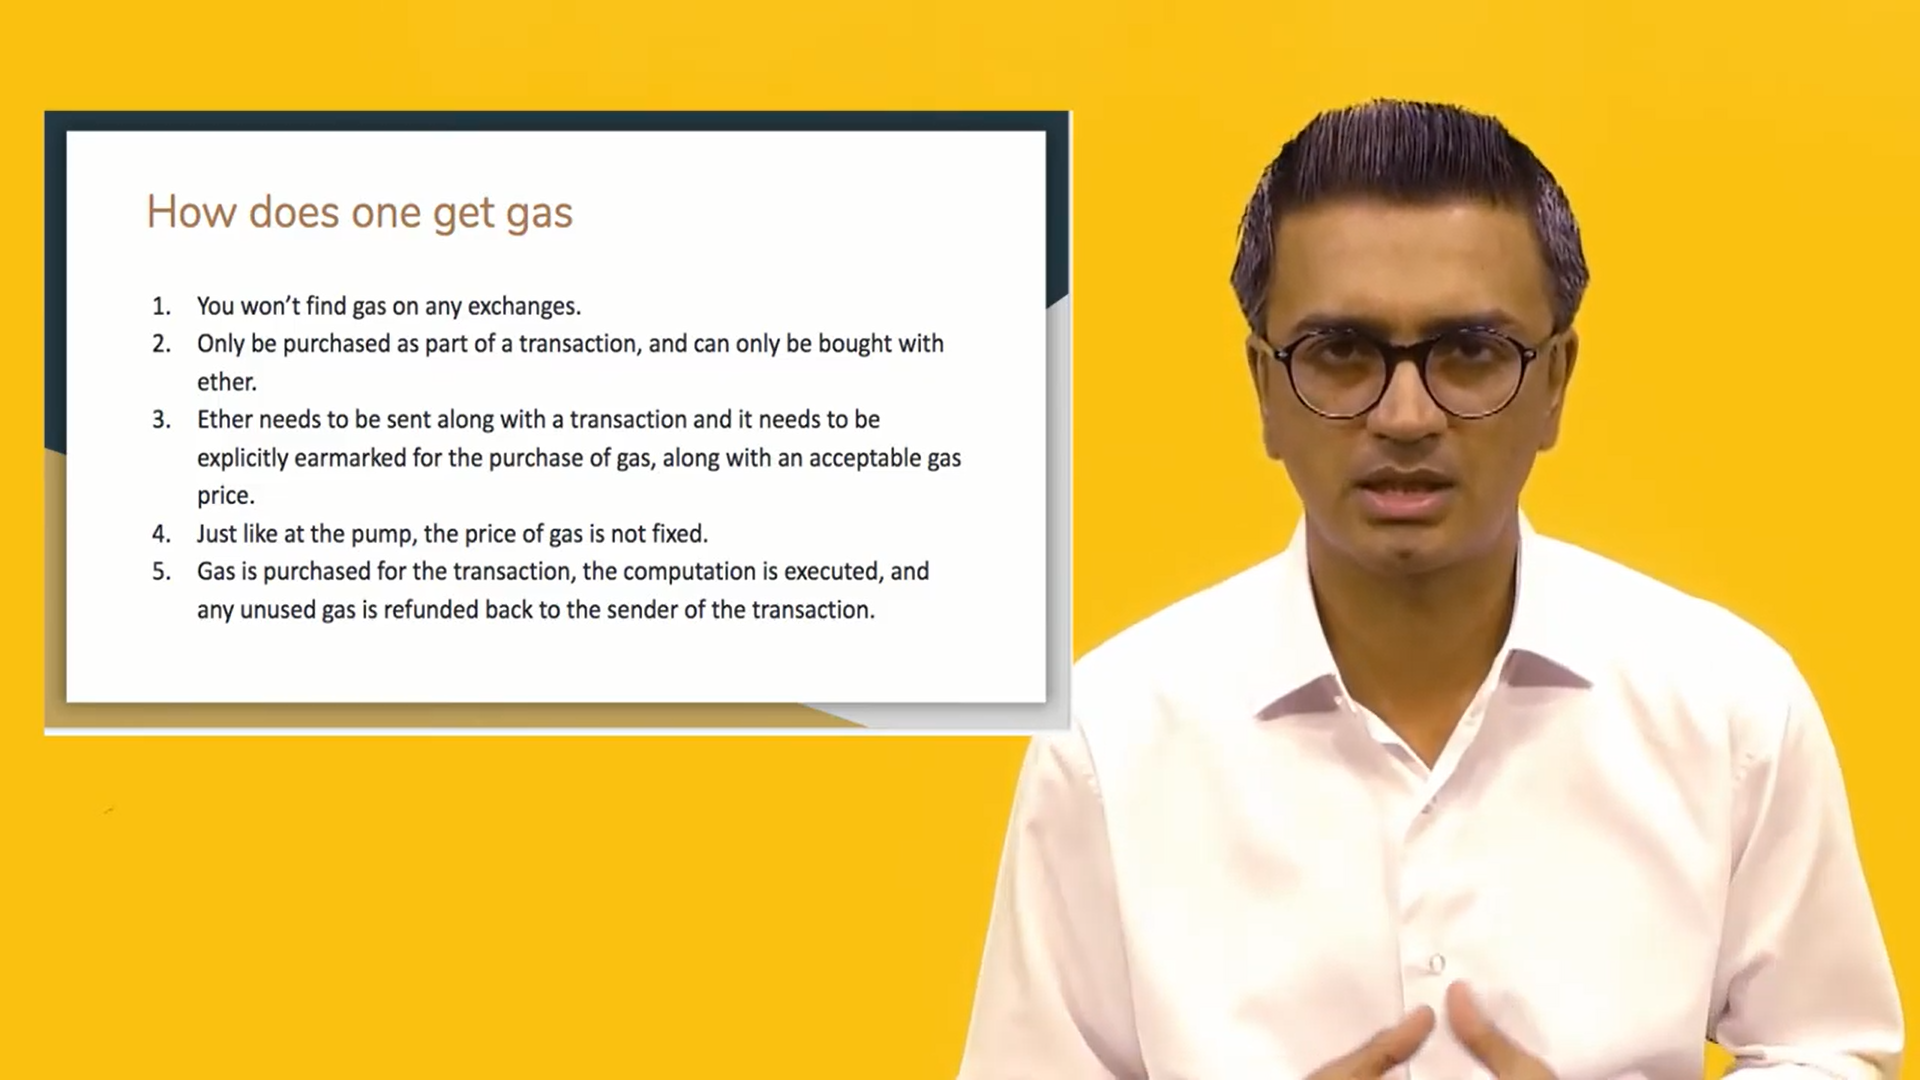 How does one get gas
1. You won't find gas on any exchanges.
2. Only be purchased as part of a transaction, and can only be bought with
ether.
3. Ether needs to be sent along with a transaction and it needs to be
explicitly earmarked for the purchase of gas, along with an acceptable gas
price.
4. Just like at the pump, the price of gas is not fixed.
5. Gas is purchased for the transaction, the computation is executed, and
any unused gas is refunded back to the sender of the transaction.